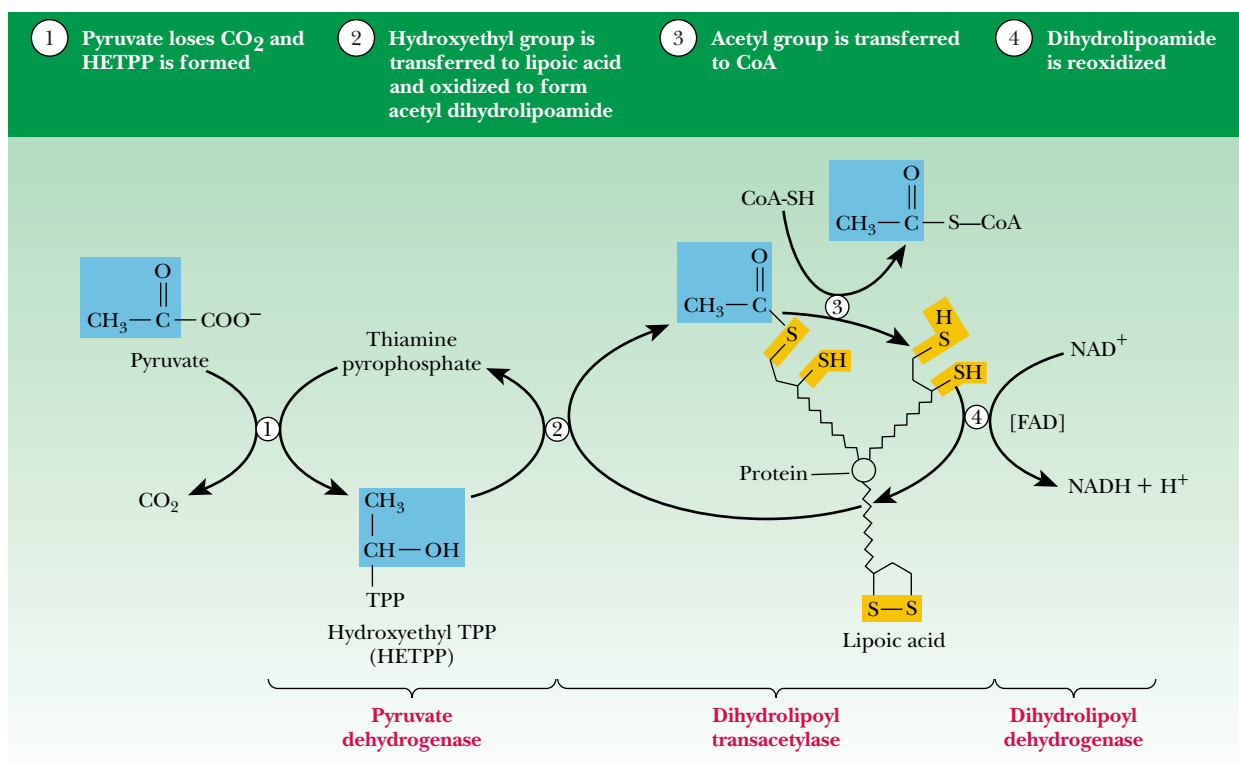 1 Pyruvate loses CO2 and
HETPP is formed
2 Hydroxyethyl group is
transferred to lipoic acid
and oxidized to form
acetyl dihydrolipoamide
3 Acetyl group is transferred
to CoA
4 Dihydrolipoamide
is reoxidized
O
CH3—C—COO−
Pyruvate
1
CO2
Thiamine
pyrophosphate
CH3
CH—OH
TPP
Hydroxyethyl TPP
(HETPP)
2
O
CH3—C
S
SH
CoA-SH
O
CH3—C—S—CoA
3
H
S
SH
NAD+
4
[FAD]
NADH + H+
Protein
S—S
Lipoic acid
Pyruvate
dehydrogenase
Dihydrolipoyl
transacetylase
Dihydrolipoyl
dehydrogenase